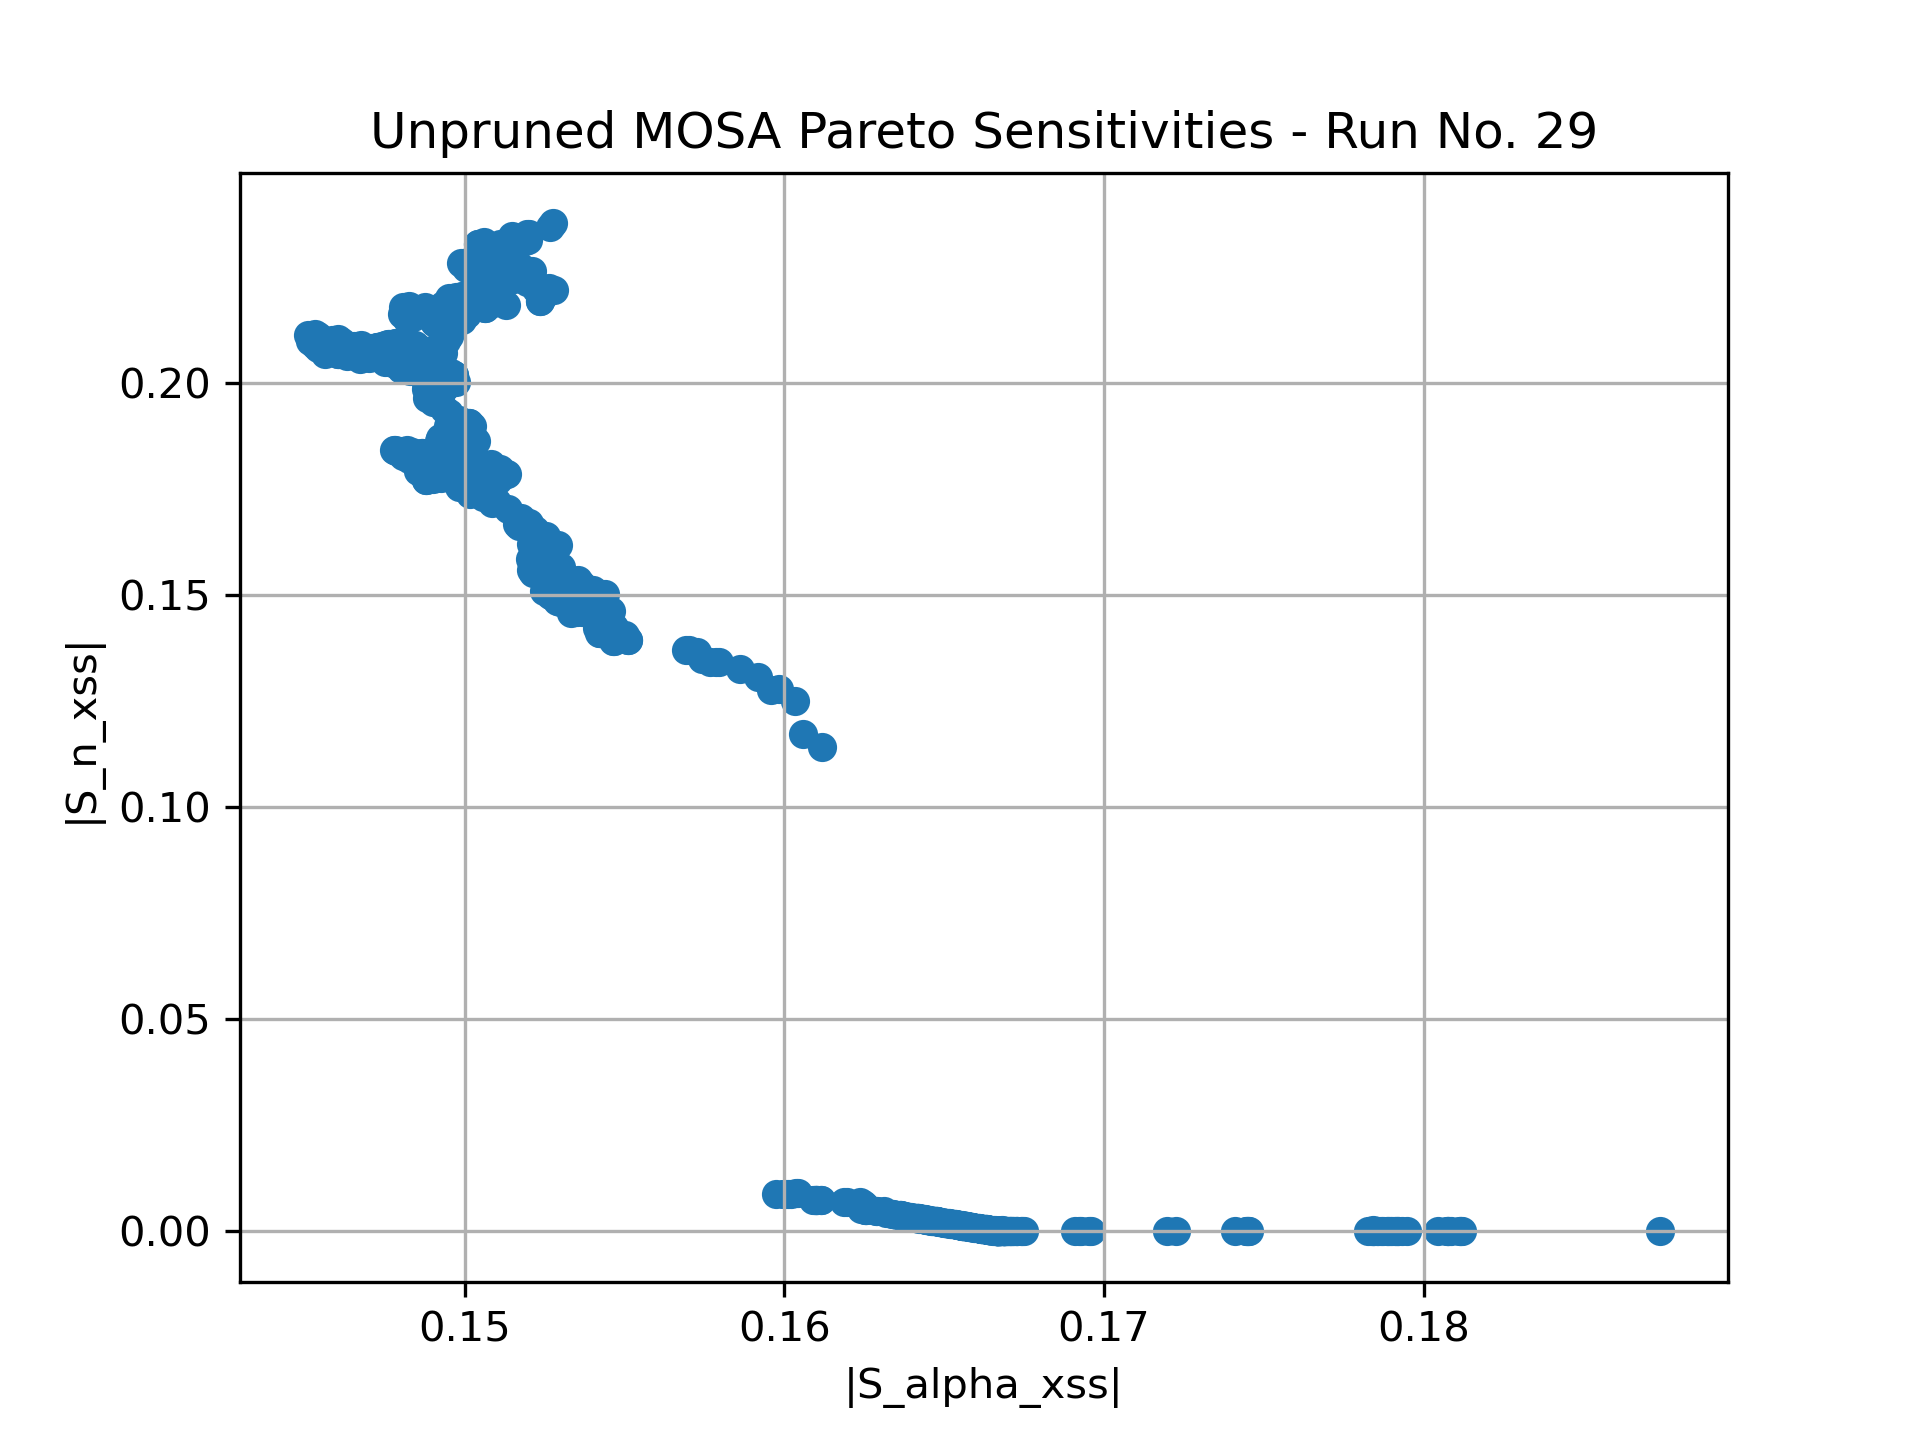 Unpruned MOSA Pareto Sensitivities - Run No. 29
|S_n_xss|
0.20
0.15
0.10
0.05
0.00
0.15 0.16 0.17 0.18
|S_alpha_xss|